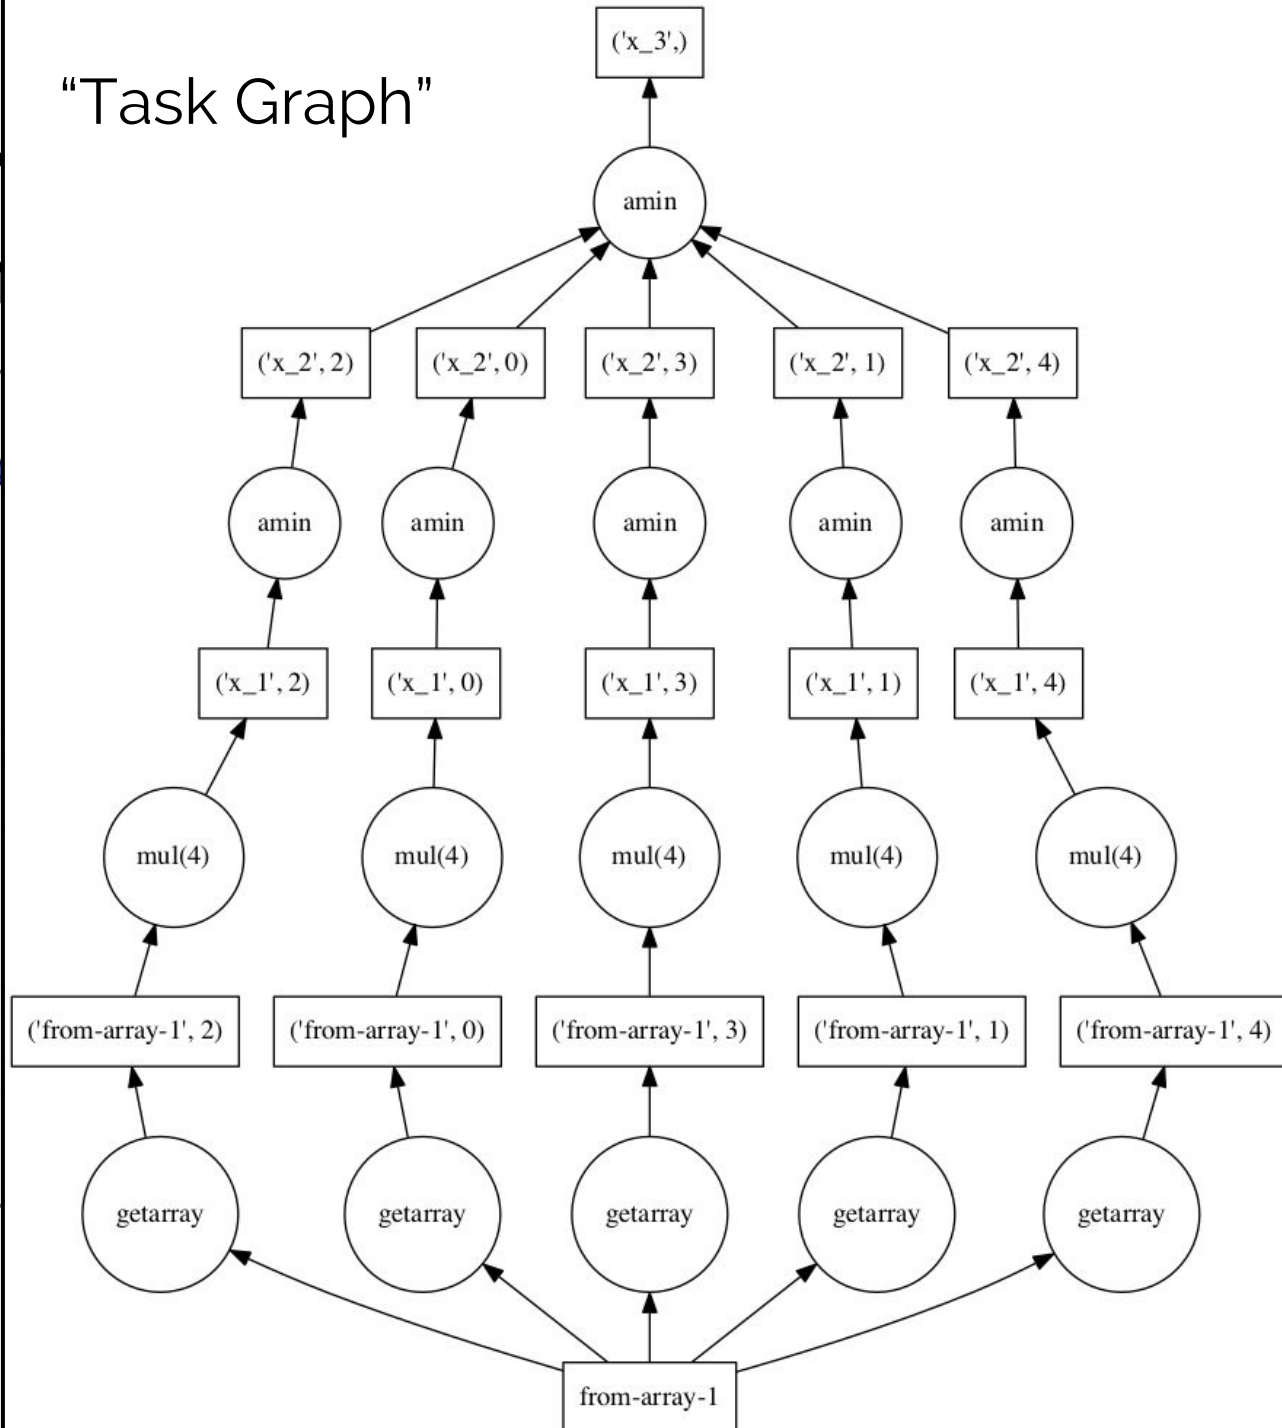 ('x_3',)
“Task Graph”
amin
('x_2', 2) ('x_2', 0) ('x_2', 3) ('x_2', 1) ('x_2', 4)
amin amin amin amin amin
('x_1', 2) ('x_1', 0) ('x_1', 3) ('x_1', 1) ('x_1', 4)
mul(4) mul(4) mul(4) mul(4) mul(4)
('from-array-1', 2) ('from-array-1', 0) ('from-array-1', 3) ('from-array-1', 1) ('from-array-1', 4)
getarray getarray getarray getarray getarray
from-array-1